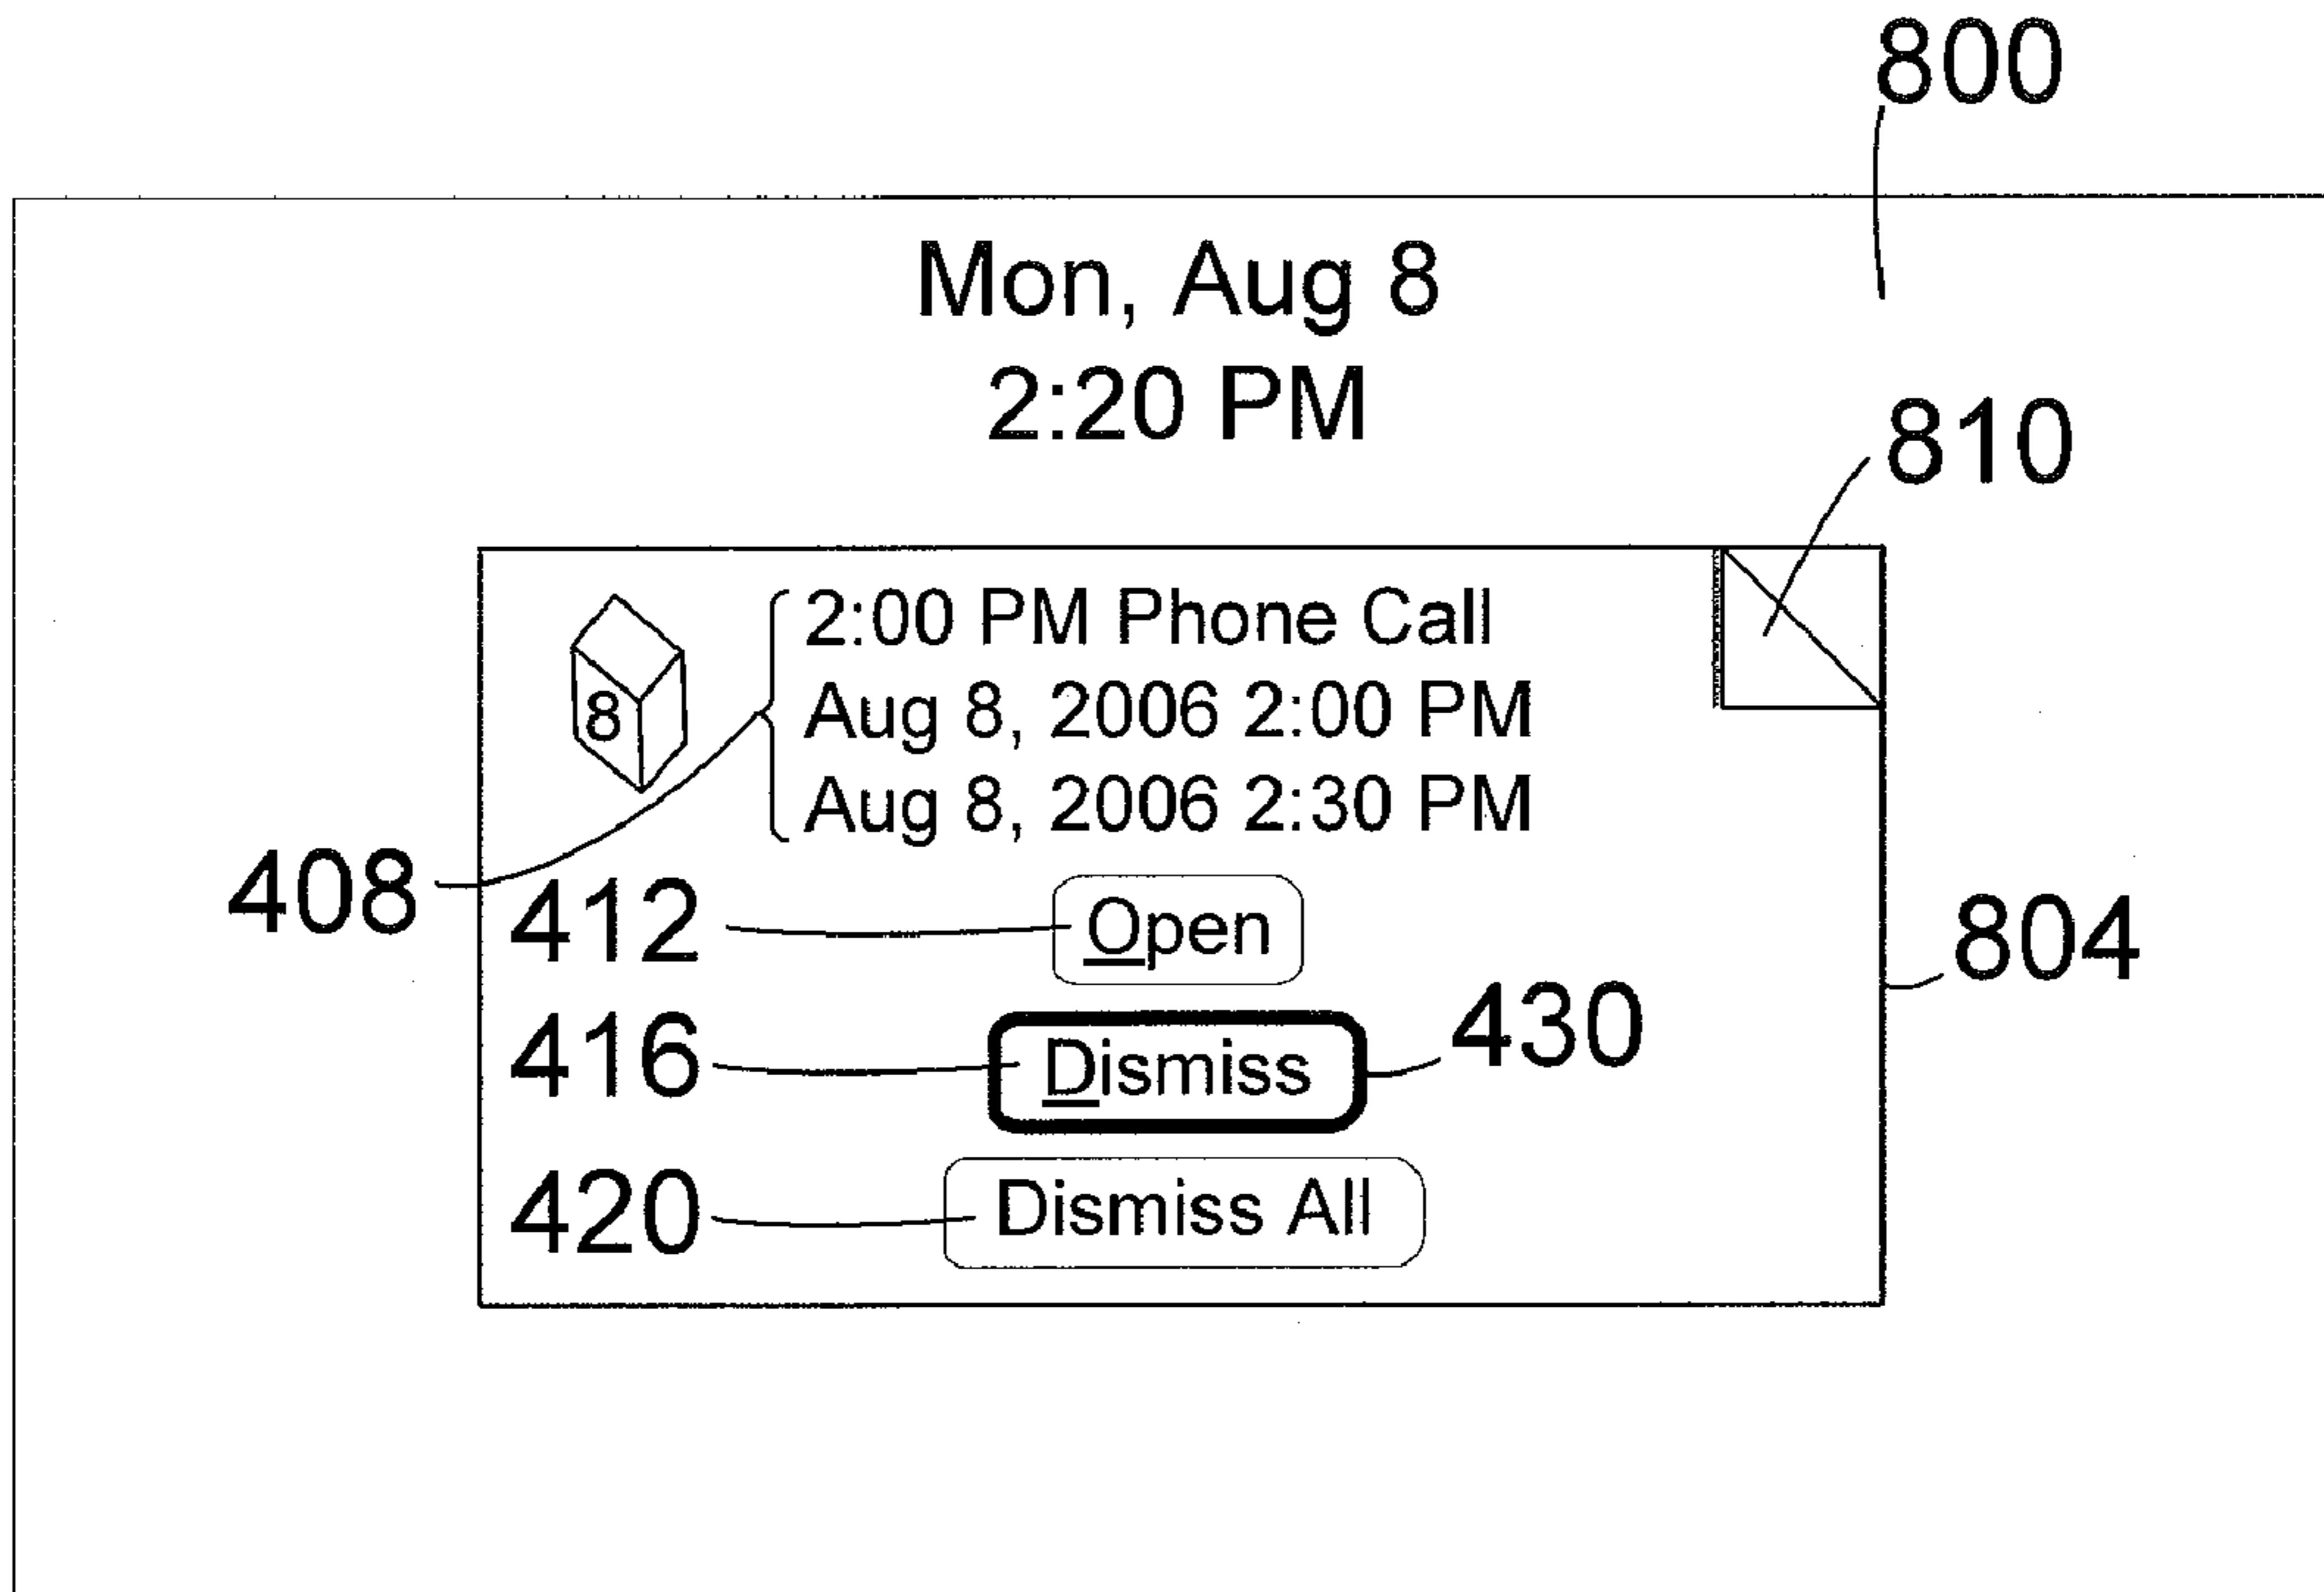 800
Mon, Aug 8
2:20 PM
810
2:00 PM Phone Call
8
Aug 8, 2006 2:00 PM
Aug 8, 2006 2:30 PM
408
412
Open
804
416
Dismiss
430
420
Dismiss All